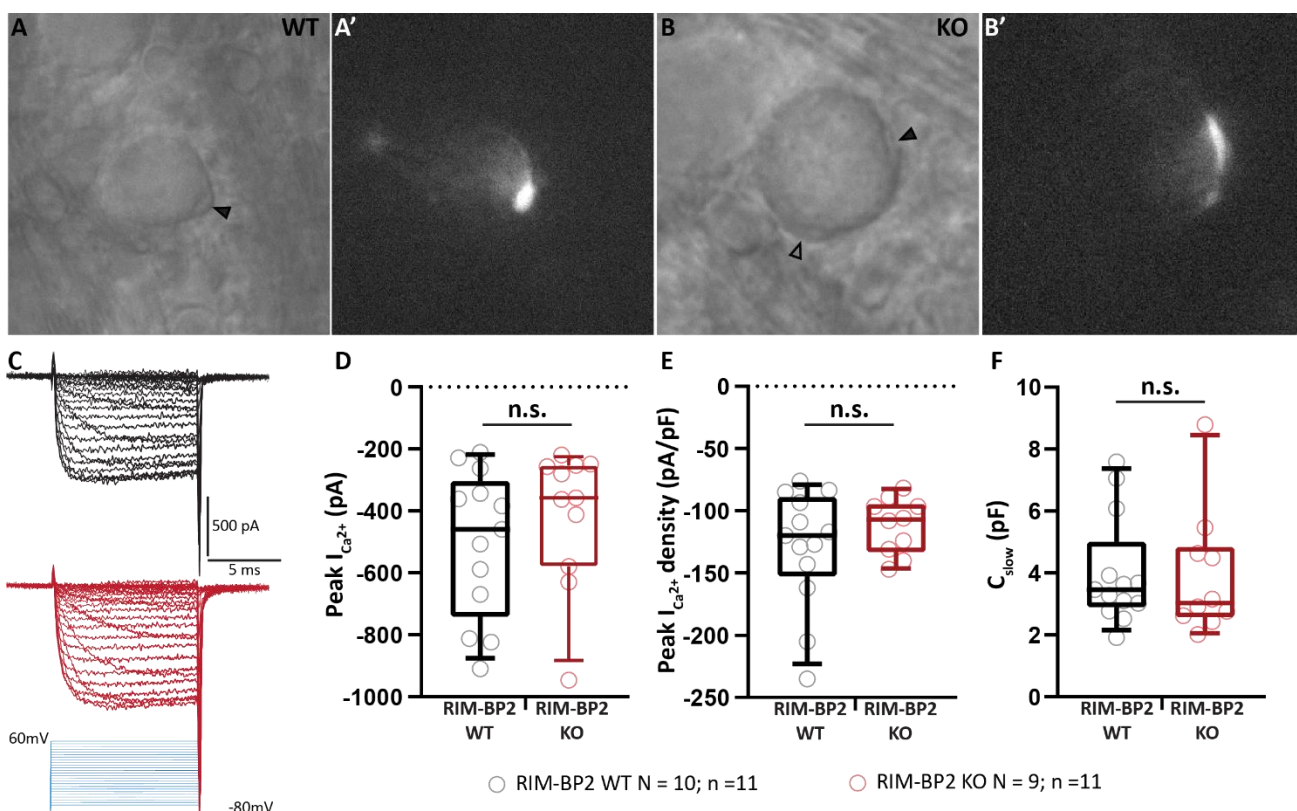 A WT A' B KO B'
C
500 pA
5 ms
60mV
-80mV
D
n.s.
Peak I_Ca2+ (pA)
0
-200
-400
-600
-800
-1000
RIM-BP2 RIM-BP2
WT KO
E
n.s.
Peak I_Ca2+ density (pA/pF)
0
-50
-100
-150
-200
-250
RIM-BP2 RIM-BP2
WT KO
F
n.s.
C_slow (pF)
10
8
6
4
2
0
RIM-BP2 RIM-BP2
WT KO
RIM-BP2 WT N = 10; n =11 RIM-BP2 KO N = 9; n =11